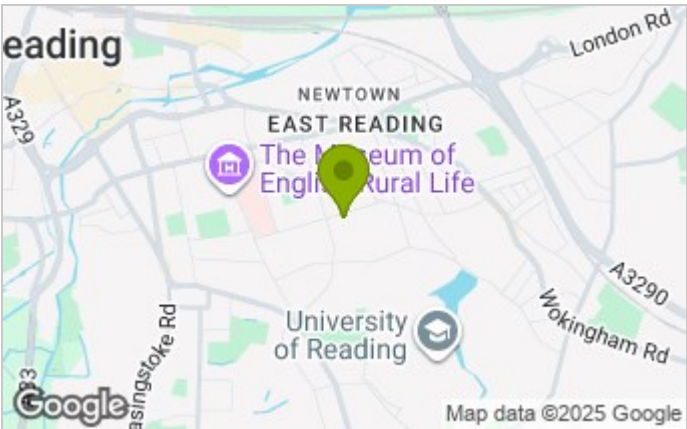 eading
London Rd
A329
NEWTOWN
EAST READING
The M eum of
Engli Rural Life
A3290
Wokingham Rd
University
of Reading
asingstoke Rd
33
Google
Map data ©2025 Google